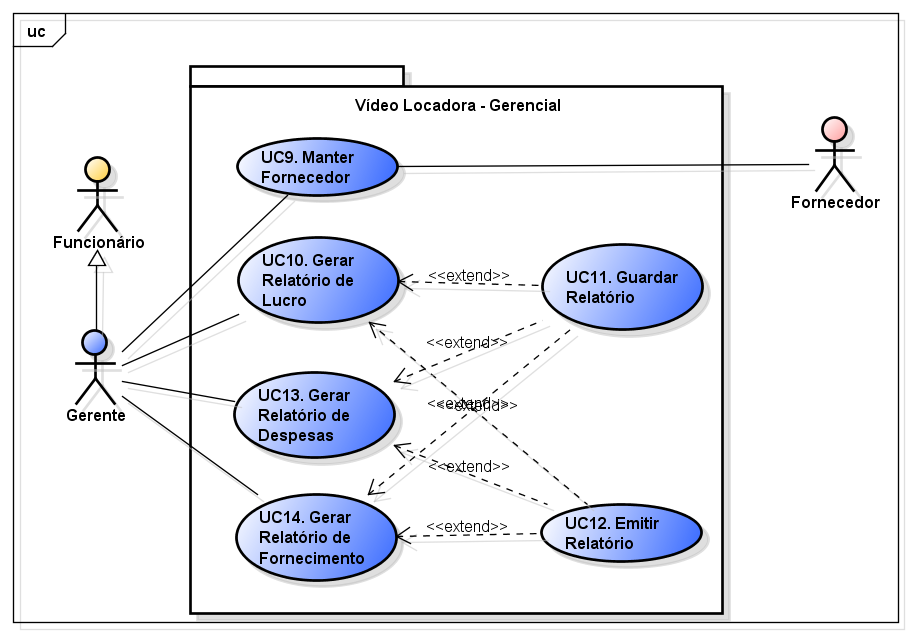 uc
Vídeo Locadora - Gerencial
UC9. Manter
Fornecedor
Fornecedor
Funcionário
UC10. Gerar
Relatório de
Lucro
<<extend>>
UC11. Guardar
Relatório
<<extend>>
Gerente
UC13. Gerar
Relatório de
Despesas
<<extend>>
<<extend>>
<<extend>>
UC14. Gerar
Relatório de
Fornecimento
<<extend>>
UC12. Emitir
Relatório